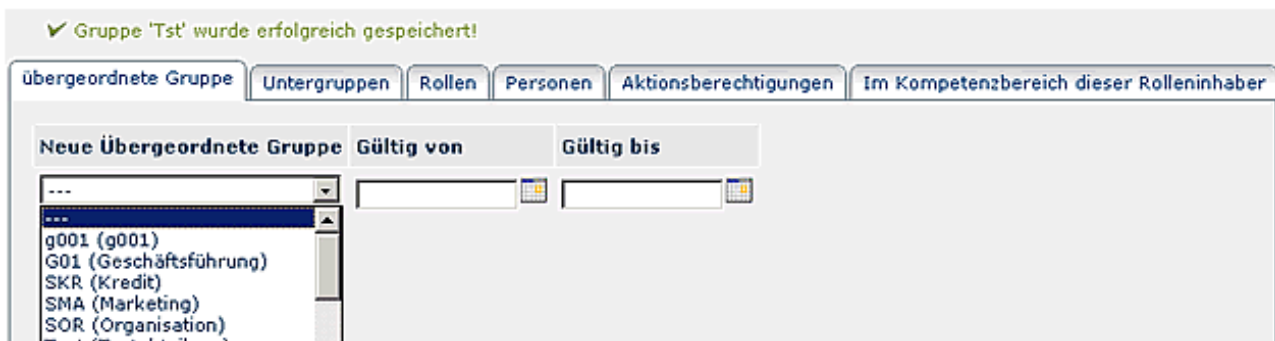 ✔ Gruppe 'Tst' wurde erfolgreich gespeichert!
übergeordnete Gruppe Untergruppen Rollen Personen Aktionsberechtigungen Im Kompetenzbereich dieser Rolleninhaber
Neue Übergeordnete Gruppe Gültig von Gültig bis
---
---
g001 (g001)
G01 (Geschäftsführung)
SKR (Kredit)
SMA (Marketing)
SOR (Organisation)